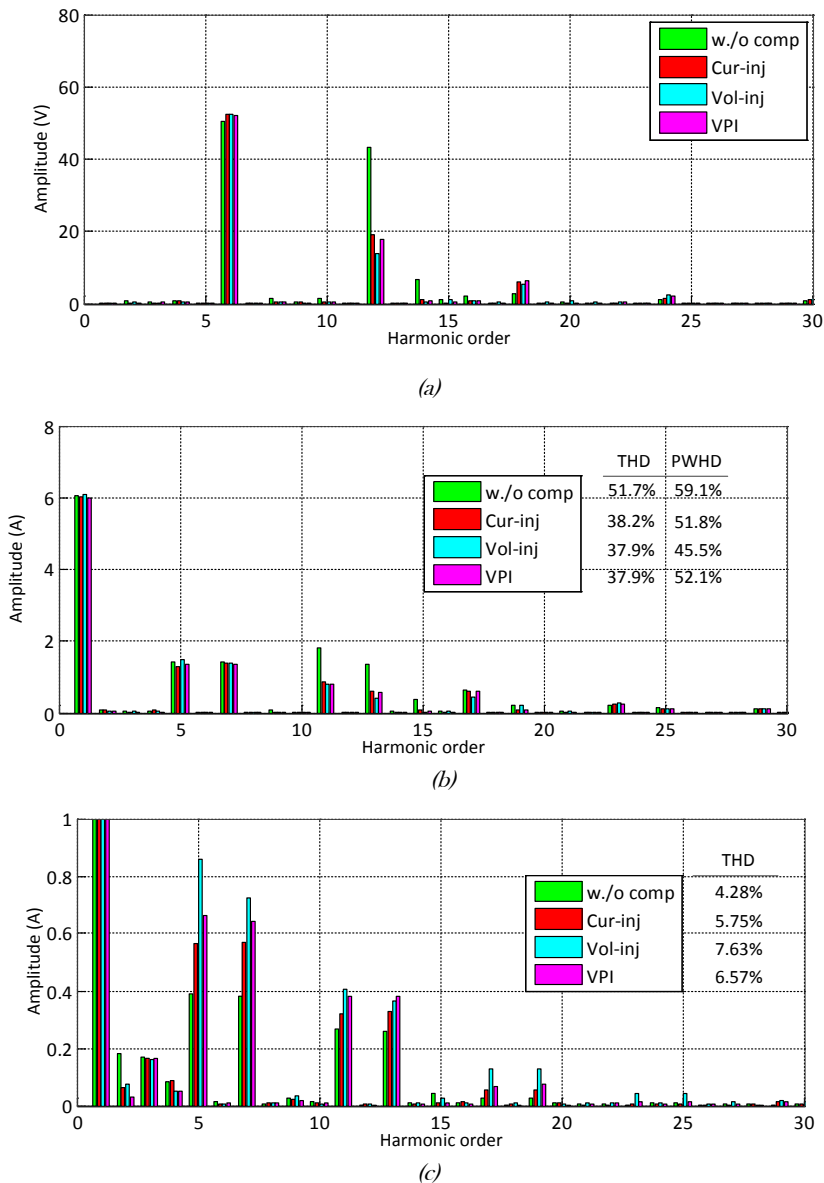 80
60
40
20
0
Amplitude (V)
w./o comp
Cur-inj
Vol-inj
VPI
0 5 10 15 20 25 30
Harmonic order
(a)
8
6
4
2
0
Amplitude (A)
THD PWHD
w./o comp 51.7% 59.1%
Cur-inj 38.2% 51.8%
Vol-inj 37.9% 45.5%
VPI 37.9% 52.1%
0 5 10 15 20 25 30
Harmonic order
(b)
1
0.8
0.6
0.4
0.2
0
Amplitude (A)
THD
w./o comp 4.28%
Cur-inj 5.75%
Vol-inj 7.63%
VPI 6.57%
0 5 10 15 20 25 30
Harmonic order
(c)